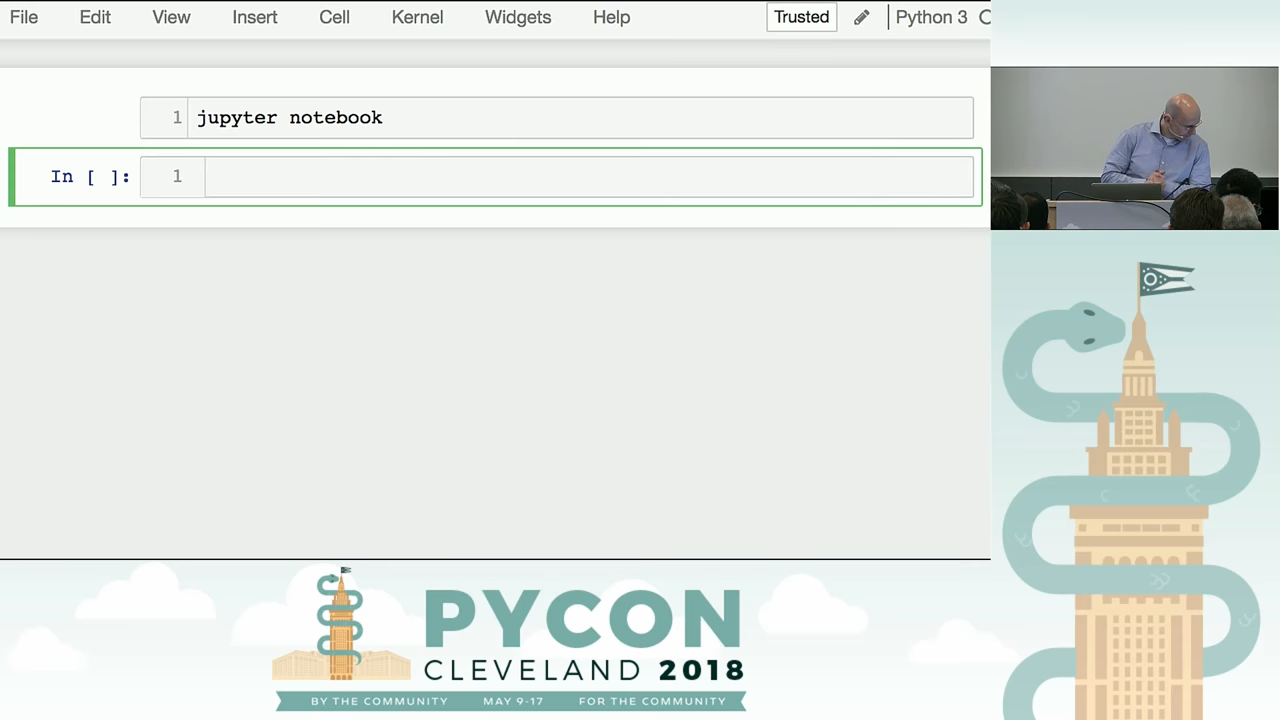 File Edit View Insert Cell Kernel Widgets Help Trusted Python 3
1 jupyter notebook
In [ ]: 1
PYCON
CLEVELAND 2018
BY THE COMMUNITY MAY 9-17 FOR THE COMMUNITY